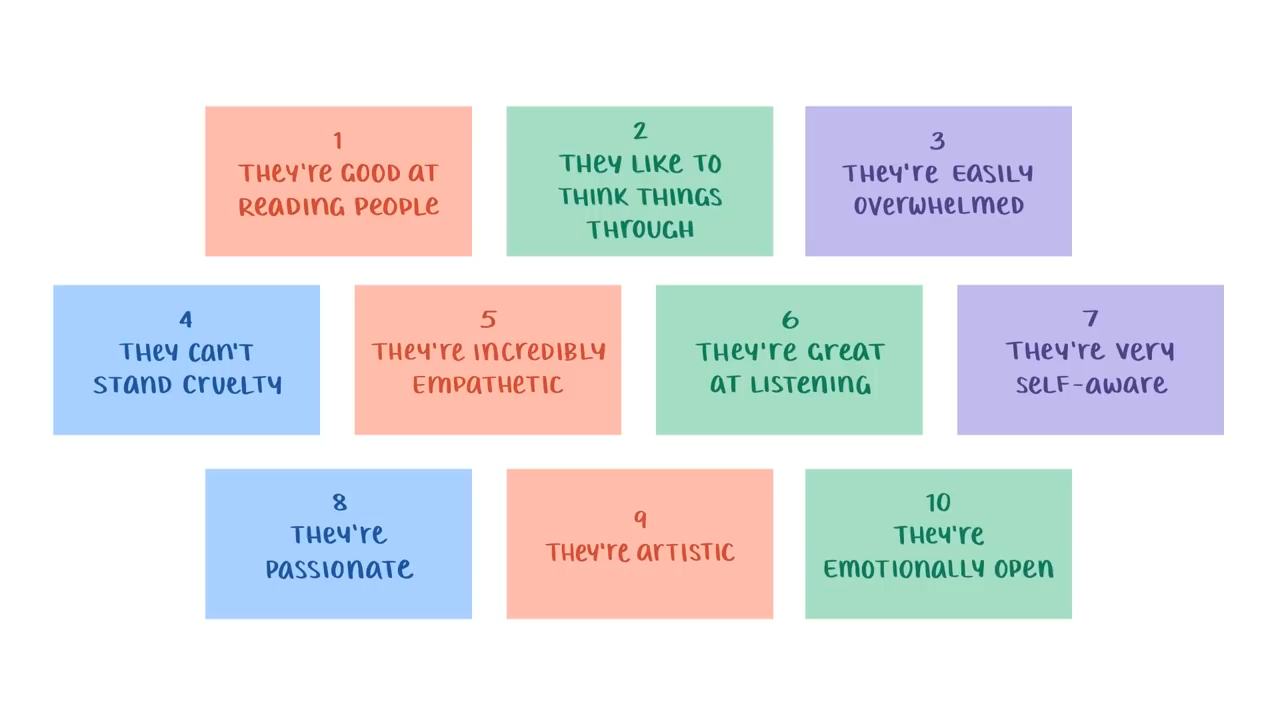 1
THEY'RE GOOD AT
READING PEOPLE
2
THEY LIKE TO
THINK THINGS
THROUGH
3
THEY'RE EASILY
OVERWHELMED
4
THEY CAN'T
STAND CRUELTY
5
THEY'RE INCREDIBLY
EMPATHETIC
6
THEY'RE GREAT
AT LISTENING
7
THEY'RE VERY
SELF-AWARE
8
THEY'RE
PASSIONATE
9
THEY'RE ARTISTIC
10
THEY'RE
EMOTIONALLY OPEN